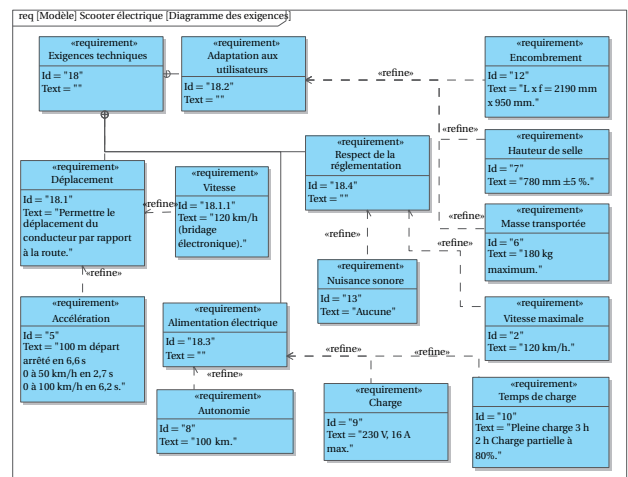 req [Modèle] Scooter électrique [Diagramme des exigences]
«requirement»
Exigences techniques
Id = "18"
Text = ""
«requirement»
Adaptation aux
utilisateurs
Id = "18.2"
Text = ""
«refine»
«requirement»
Encombrement
Id = "12"
Text = "L x f = 2190 mm
x 950 mm."
«refine»
«requirement»
Hauteur de selle
Id = "7"
Text = "780 mm ±5 %."
«requirement»
Respect de la
réglementation
Id = "18.4"
Text = ""
«requirement»
Déplacement
Id = "18.1"
Text = "Permettre le
déplacement du
conducteur par rapport
à la route."
«refine»
«requirement»
Vitesse
Id = "18.1.1"
Text = "120 km/h
(bridage
électronique)."
«refine»
«requirement»
Masse transportée
Id = "6"
Text = "180 kg
maximum."
«refine»
«requirement»
Nuisance sonore
Id = "13"
Text = "Aucune"
«refine»
«requirement»
Vitesse maximale
Id = "2"
Text = "120 km/h."
«refine»
«requirement»
Accélération
Id = "5"
Text = "100 m départ
arrêté en 6,6 s
0 à 50 km/h en 2,7 s
0 à 100 km/h en 6,2 s."
«requirement»
Alimentation électrique
Id = "18.3"
Text = ""
«refine»
«refine»
«refine»
«requirement»
Autonomie
Id = "8"
Text = "100 km."
«requirement»
Charge
Id = "9"
Text = "230 V, 16 A
max."
«requirement»
Temps de charge
Id = "10"
Text = "Pleine charge 3 h
2 h Charge partielle à
80%."